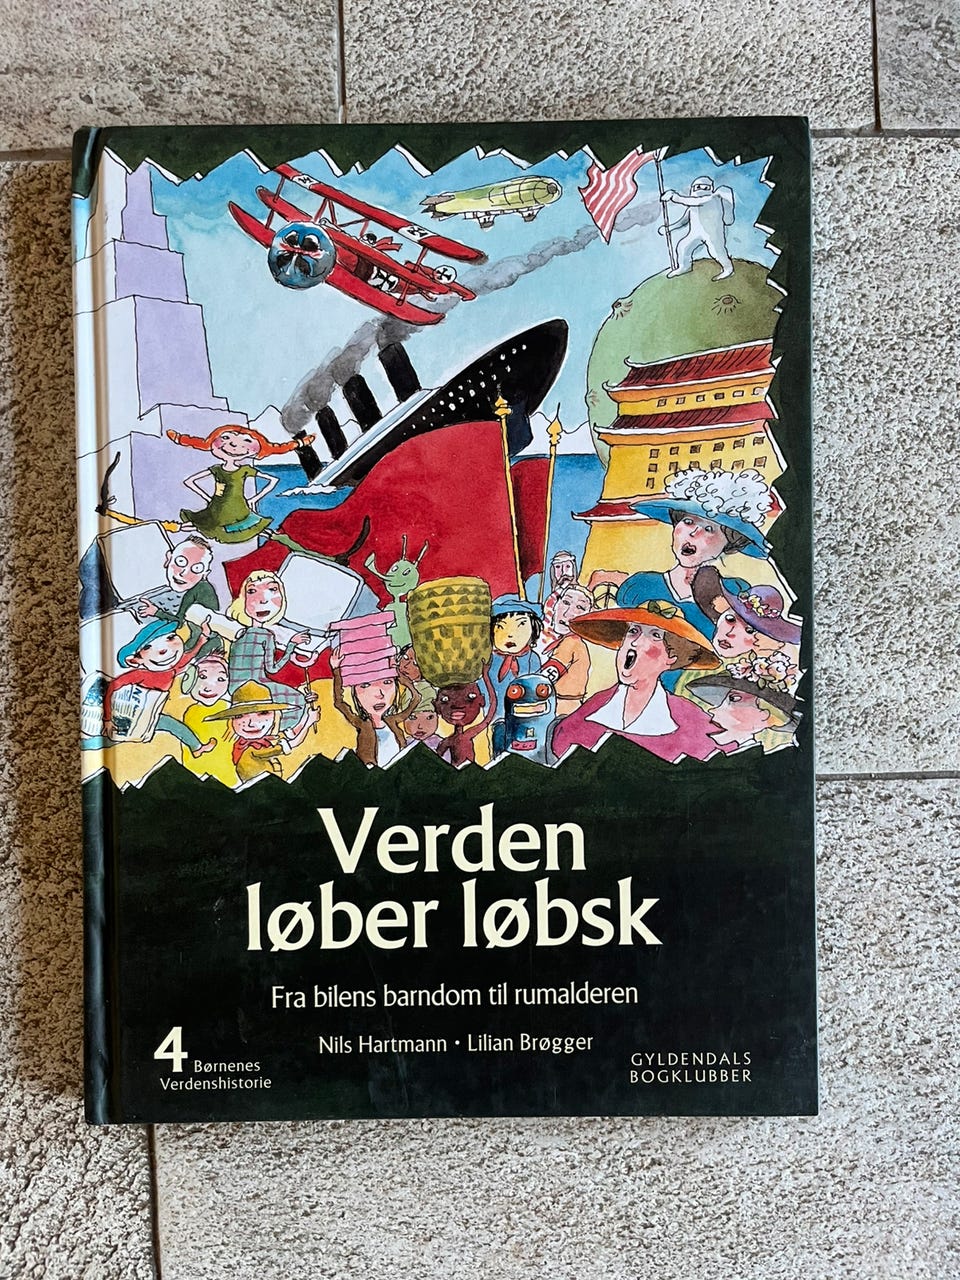 Verden
løber løbsk
Fra bilens barndom til rumalderen
Nils Hartmann • Lilian Brøgger
4 Børnenes
Verdenshistorie
GYLDENDALS
BOGKLUBBER